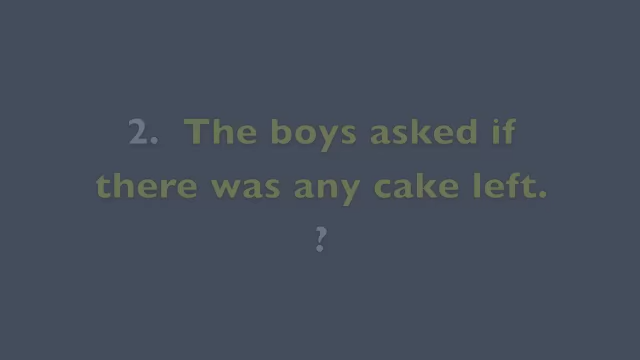 2. The boys asked if
there was any cake left.
?